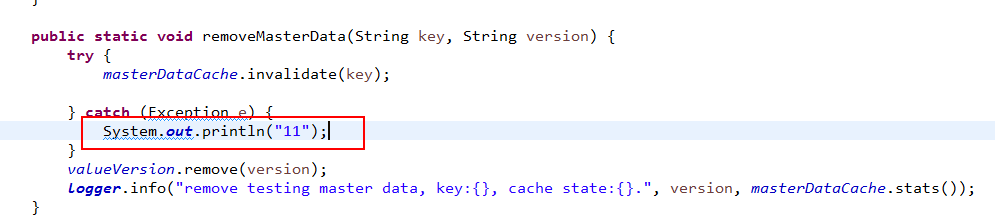 }
public static void removeMasterData(String key, String version) {
try {
masterDataCache.invalidate(key);
} catch (Exception e) {
System.out.println("11");
}
valueVersion.remove(version);
logger.info("remove testing master data, key:{}, cache state:{}.", version, masterDataCache.stats());
}